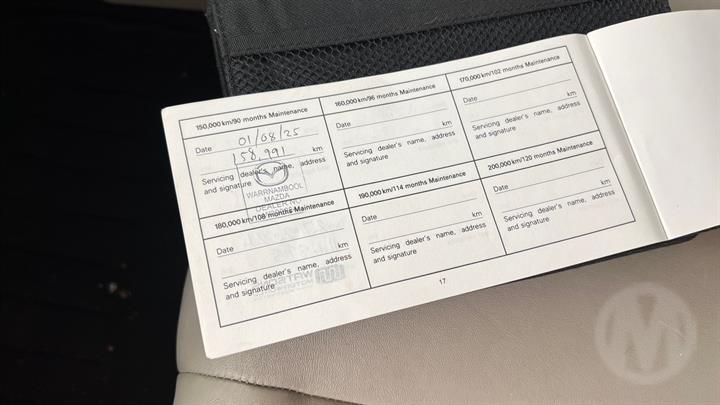 150,000 km/90 months Maintenance
Date 01/08/25
158,991 km
Servicing dealer's name, address
and signature
WARRNAMBOOL
MAZDA
DEALER NO
160,000 km/96 months Maintenance
Date
km
Servicing dealer's name, address
and signature
170,000 km/102 months Maintenance
Date
km
Servicing dealer's name, address
and signature
180,000 km/108 months Maintenance
Date
km
Servicing dealer's name, address
and signature
190,000 km/114 months Maintenance
Date
km
Servicing dealer's name, address
and signature
200,000 km/120 months Maintenance
Date
km
Servicing dealer's name, address
and signature
17
M